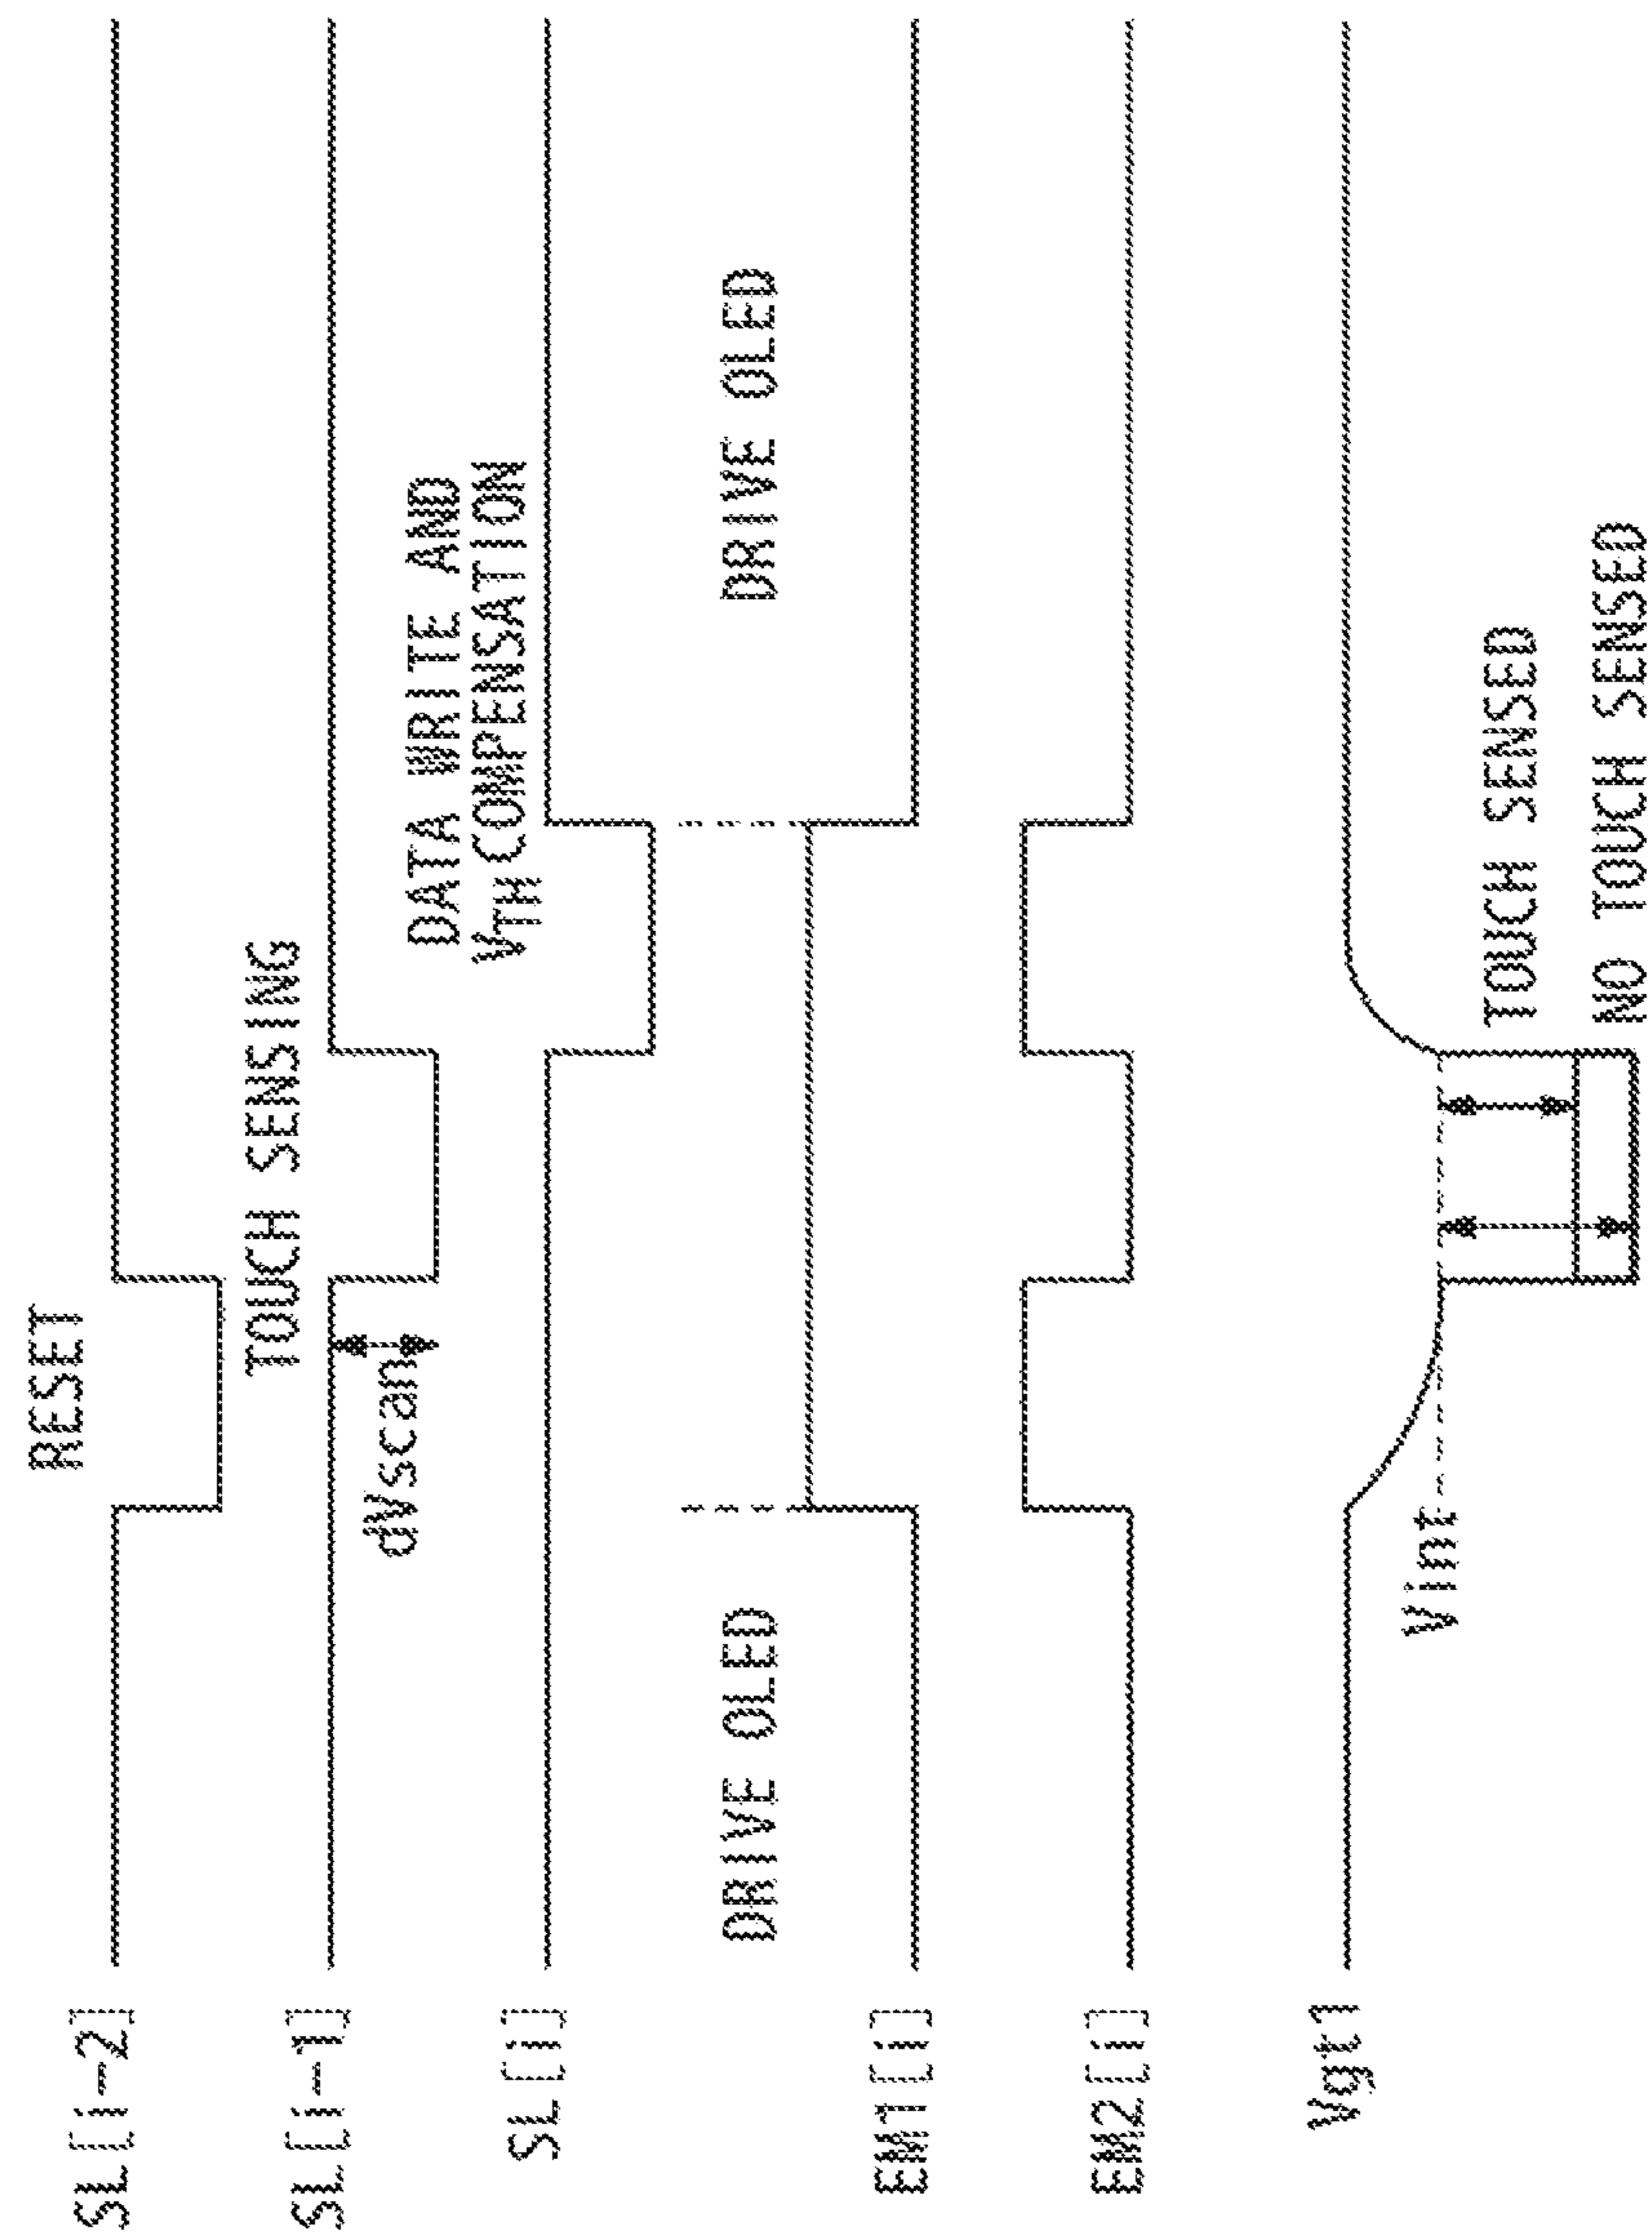 RESET
SL[i-2]
TOUCH SENSING
SL[i-1]
dVscan
DATA WRITE AND
VTH COMPENSATION
SL[i]
DRIVE OLED
DRIVE OLED
EM1[i]
EM2[i]
Vgt1
Vint
TOUCH SENSED
NO TOUCH SENSED